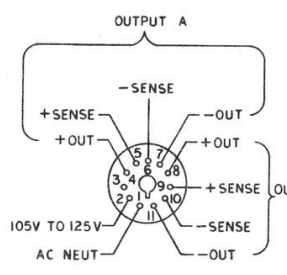 OUTPUT A
-SENSE
+SENSE
-OUT
+OUT
+OUT
5 6 7
4 8
3 9
2 10
1 11
+SENSE
OU
105V TO 125V
-SENSE
AC NEUT
-OUT